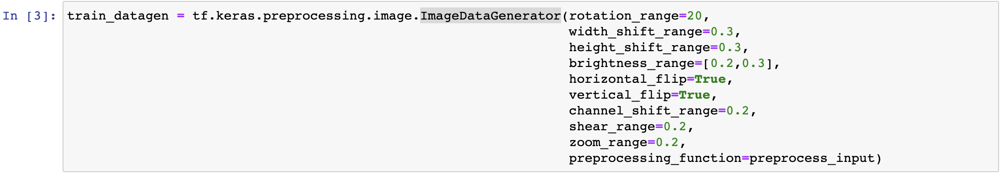 In [3]: train_datagen = tf.keras.preprocessing.image.ImageDataGenerator(rotation_range=20,
width_shift_range=0.3,
height_shift_range=0.3,
brightness_range=[0.2,0.3],
horizontal_flip=True,
vertical_flip=True,
channel_shift_range=0.2,
shear_range=0.2,
zoom_range=0.2,
preprocessing_function=preprocess_input)